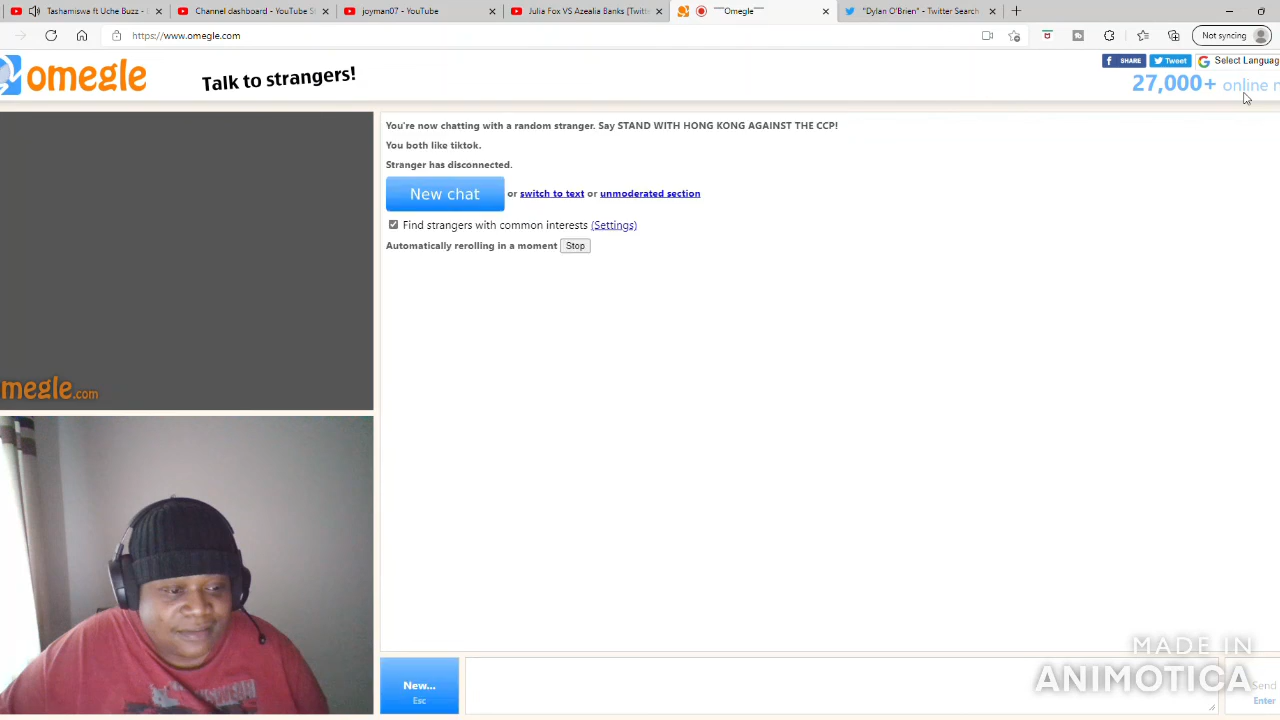 Tahamiswe ft Uche Buzz -
Channel dashboard - YouTube S
joyman07 - YouTube
Julia Fox VS Azealia Banks [Twitt
Omegle
"Dylan O'Brien" - Twitter Search
https://www.omegle.com
Not syncing
omegle
Talk to strangers!
SHARE
Tweet
Select Languag
27,000+ online n
You're now chatting with a random stranger. Say STAND WITH HONG KONG AGAINST THE CCP!
You both like tiktok.
Stranger has disconnected.
New chat or switch to text or unmoderated section
Find strangers with common interests (Settings)
Automatically rerolling in a moment Stop
megle.com
MADE IN
ANIMOTICA
New...
Esc
Send
Enter